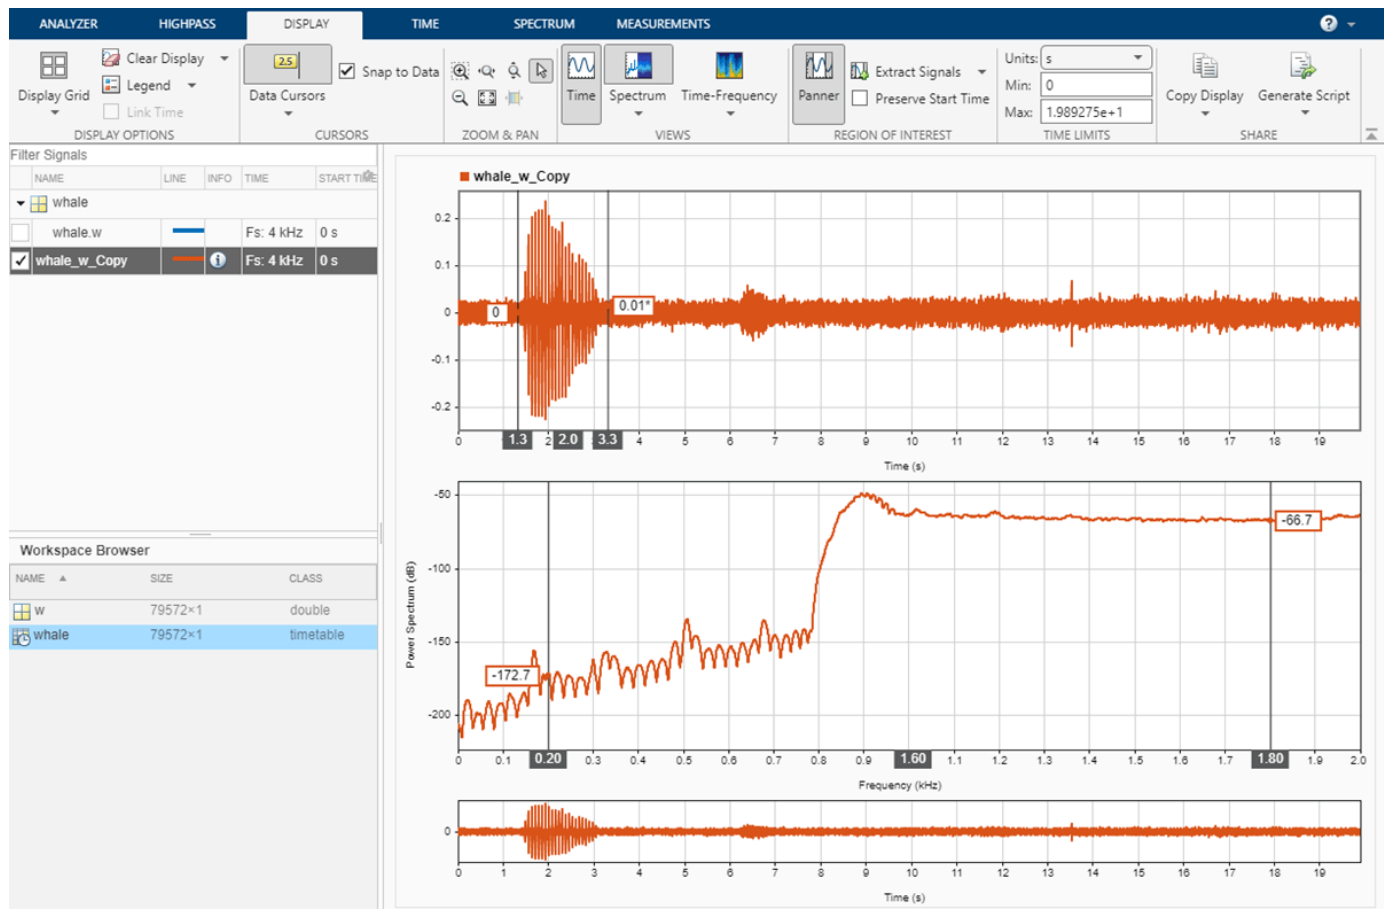 ANALYZER HIGHPASS DISPLAY TIME SPECTRUM MEASUREMENTS ?
Display Grid
Clear Display
Legend
Link Time
DISPLAY OPTIONS
2.5
Data Cursors
Snap to Data
CURSORS
ZOOM & PAN
Time
Spectrum
Time-Frequency
VIEWS
Panner
Extract Signals
Preserve Start Time
REGION OF INTEREST
Units: s
Min: 0
Max: 1.989275e+1
TIME LIMITS
Copy Display
Generate Script
SHARE
Filter Signals
NAME LINE INFO TIME START TIME
whale
whale.w Fs: 4 kHz 0 s
whale_w_Copy i Fs: 4 kHz 0 s
Workspace Browser
NAME SIZE CLASS
w 79572×1 double
whale 79572×1 timetable
whale_w_Copy
0.2
0.1
0
-0.1
-0.2
0 0.01*
0 1.3 2 2.0 3.3 4 5 6 7 8 9 10 11 12 13 14 15 16 17 18 19
Time (s)
Power Spectrum (dB)
-50
-100
-150
-200
-66.7
-172.7
0 0.1 0.20 0.3 0.4 0.5 0.6 0.7 0.8 0.9 1.60 1.1 1.2 1.3 1.4 1.5 1.6 1.7 1.80 1.9 2.0
Frequency (kHz)
0
0 1 2 3 4 5 6 7 8 9 10 11 12 13 14 15 16 17 18 19
Time (s)